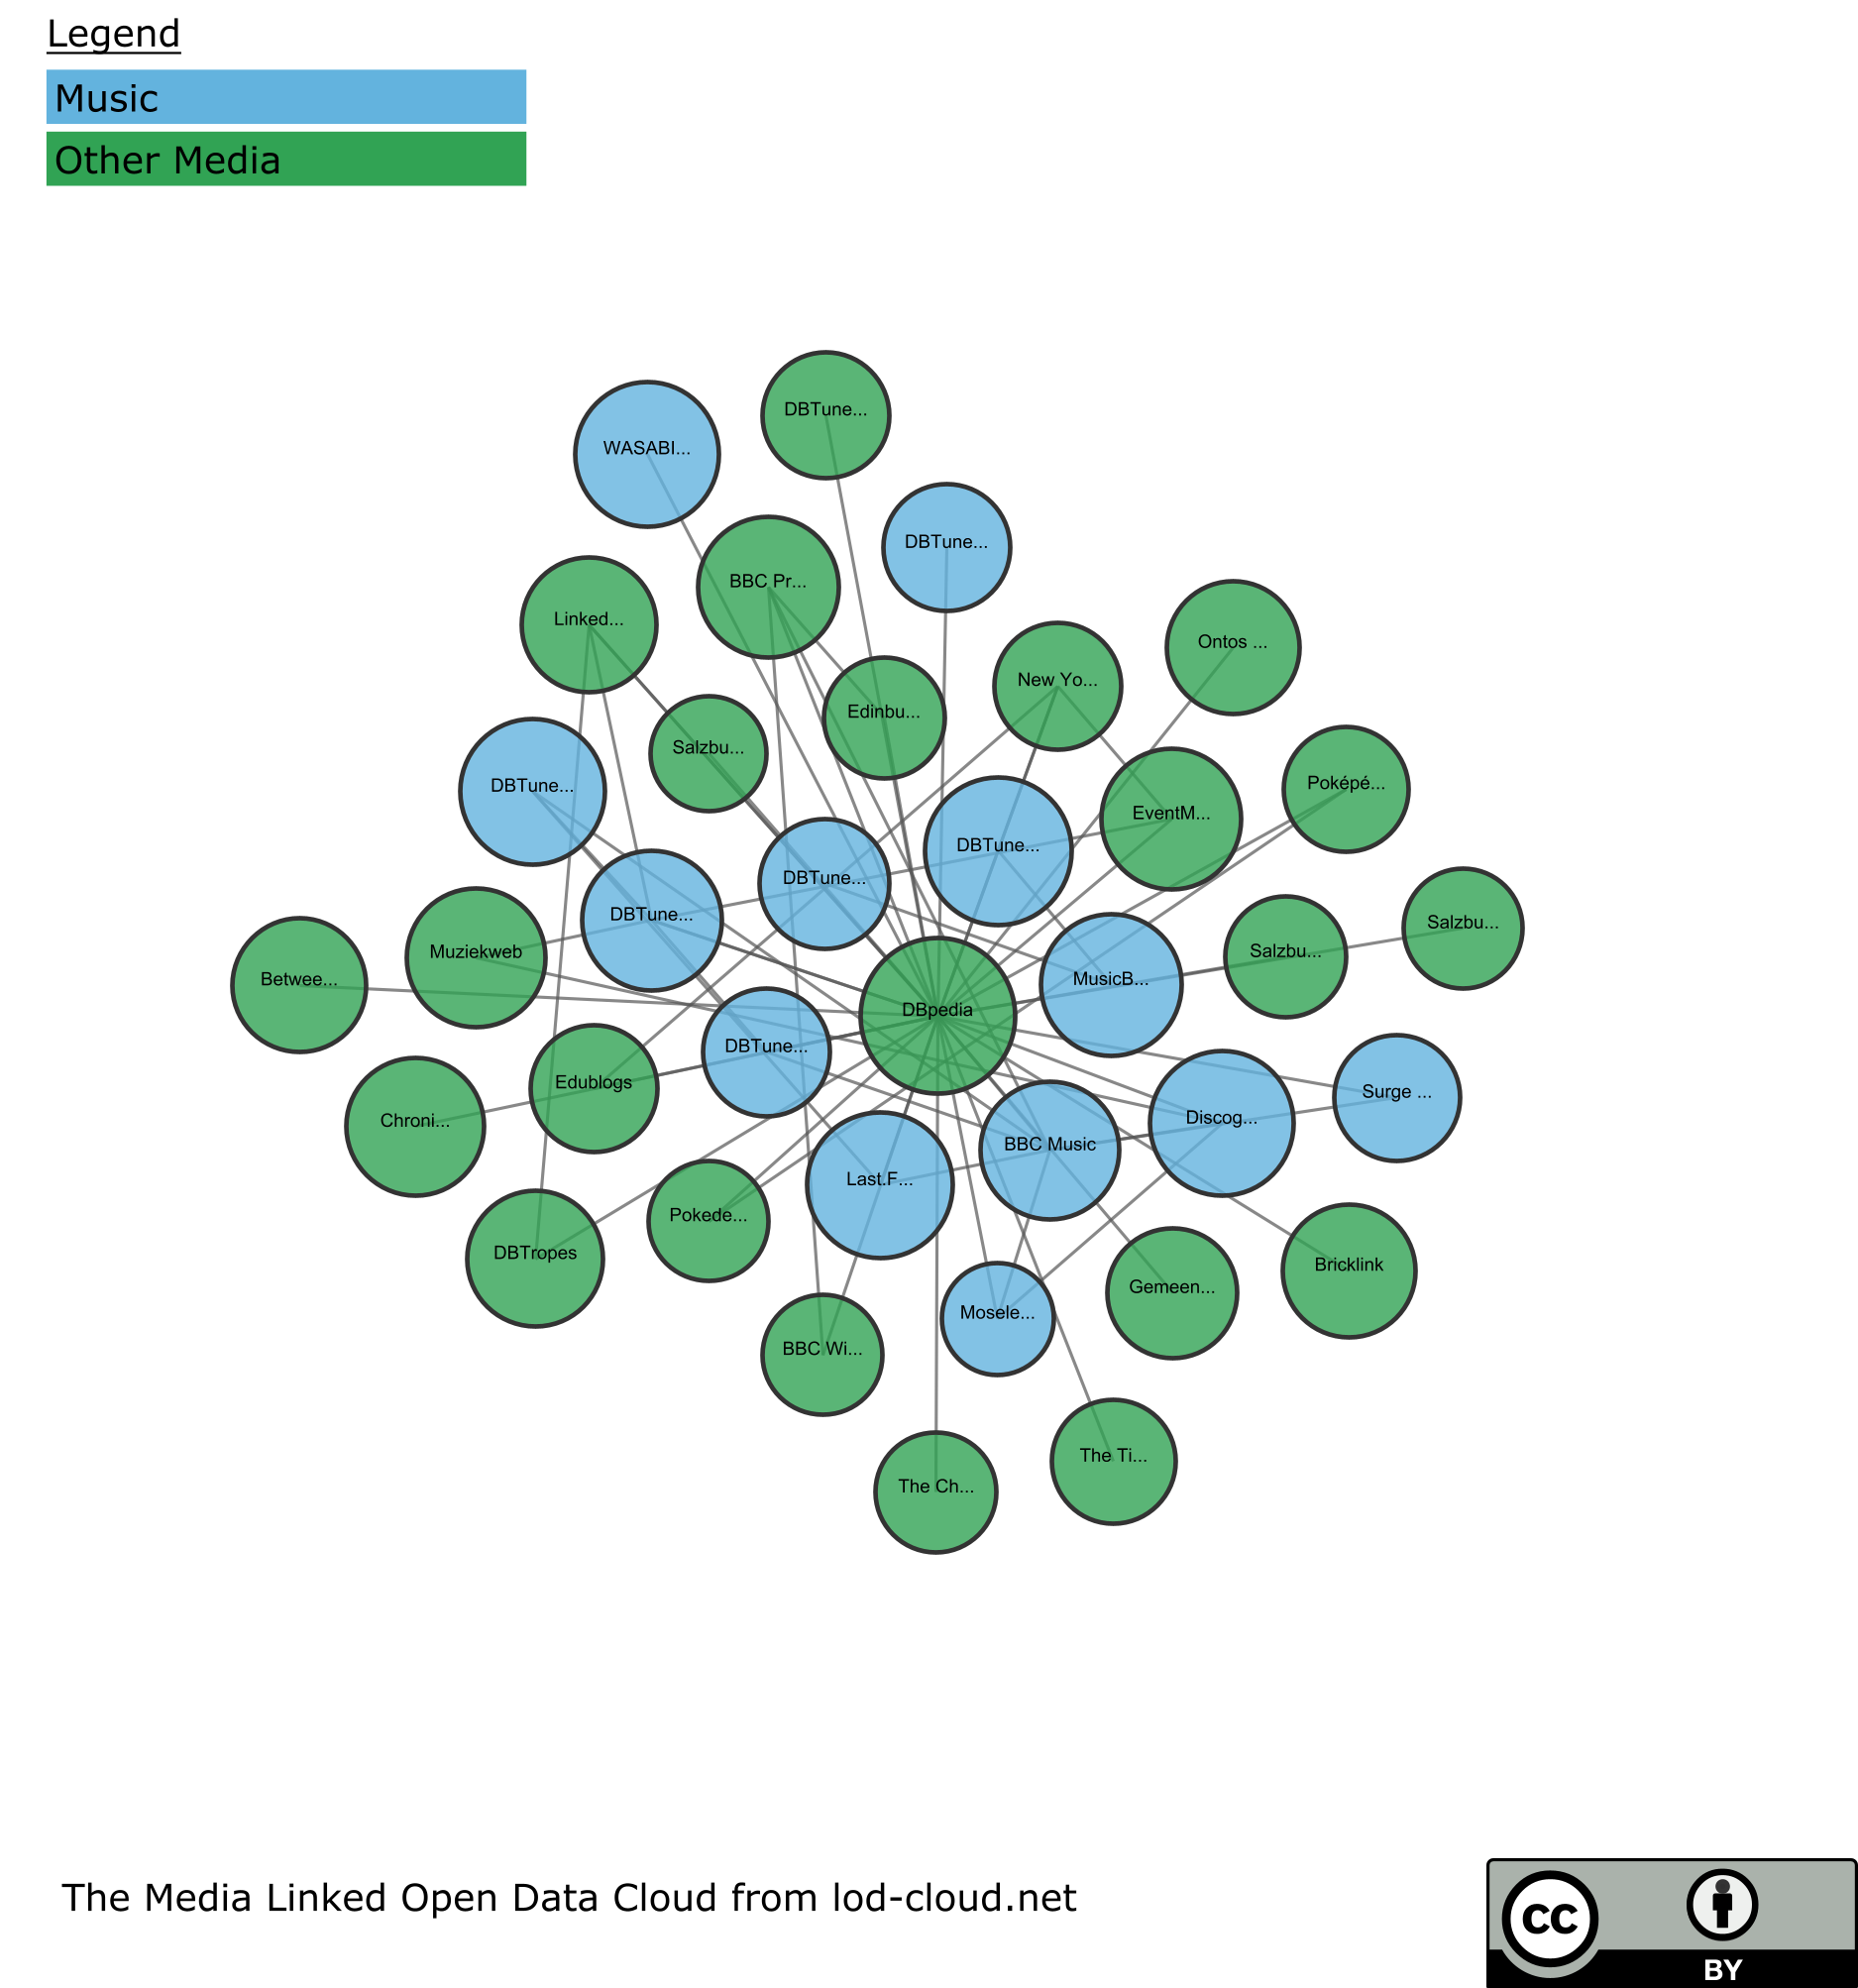 Legend
Music
Other Media
DBTune...
WASABI...
DBTune...
BBC Pr...
Linked...
Ontos ...
New Yo...
Edinbu...
Salzbu...
DBTune...
Poképé...
EventM...
DBTune...
DBTune...
DBTune...
Salzbu...
Muziekweb
Salzbu...
Betwee...
MusicB...
DBpedia
DBTune...
Edublogs
Surge ...
Chroni...
Discog...
BBC Music
Last.F...
Pokede...
DBTropes
Bricklink
Gemeen...
Mosele...
BBC Wi...
The Ti...
The Ch...
The Media Linked Open Data Cloud from lod-cloud.net
cc
BY